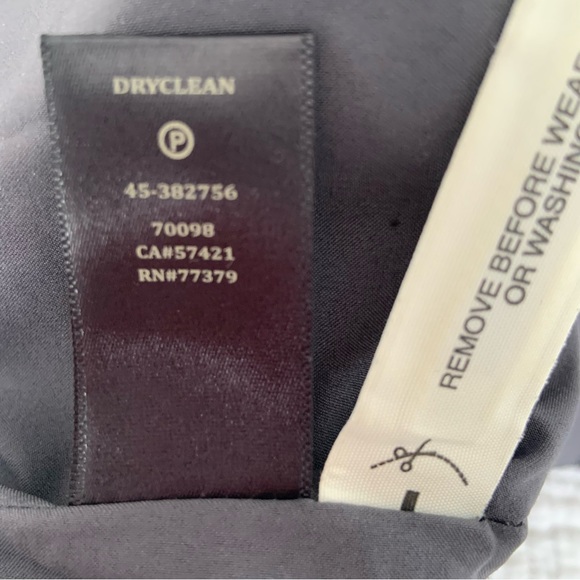 DRYCLEAN
P
45-382756
70098
CA#57421
RN#77379
REMOVE BEFORE WEAR
OR WASHING